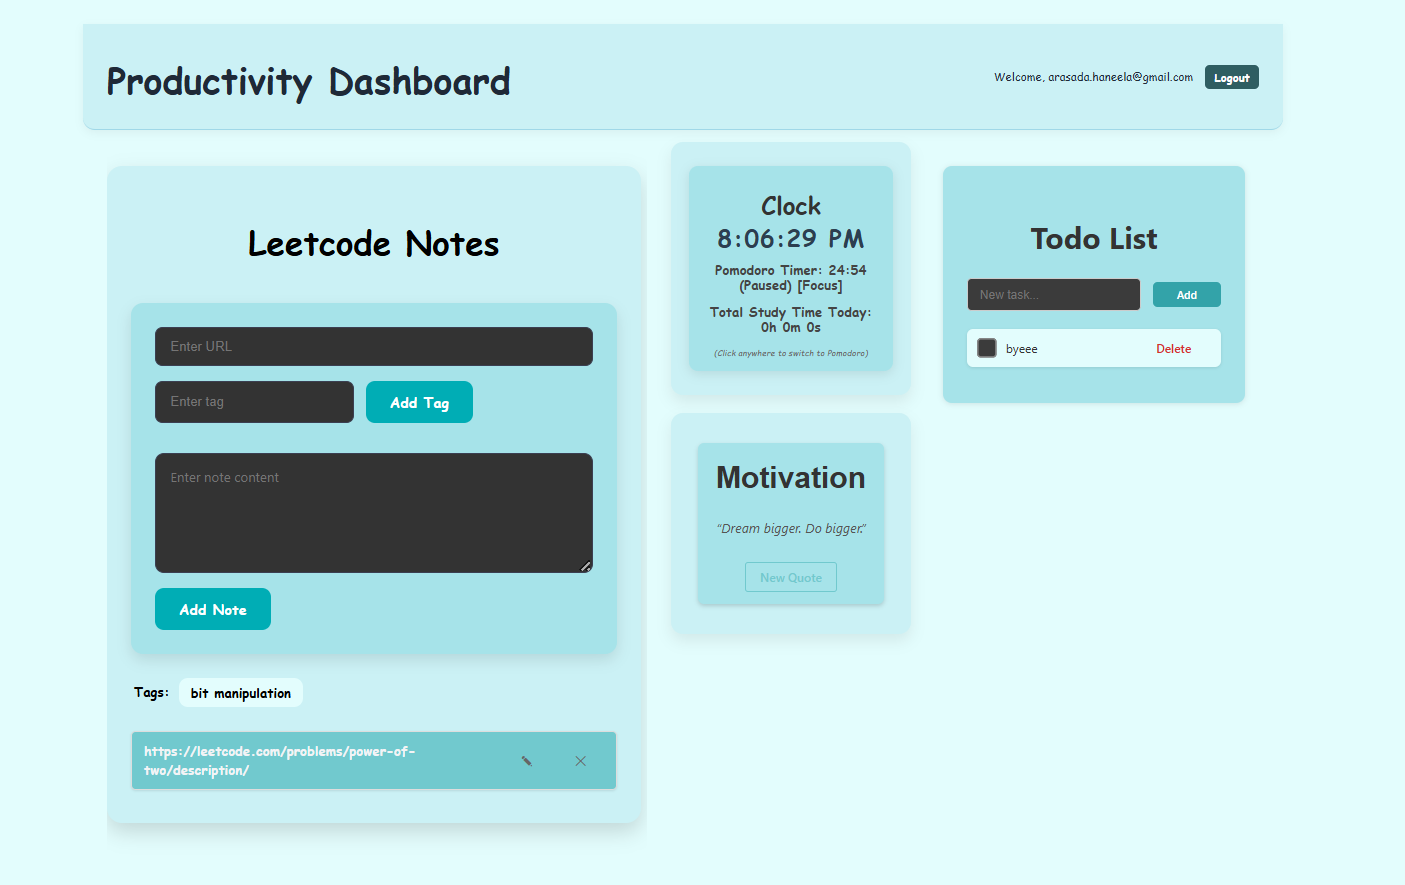 Productivity Dashboard
Welcome, arasada.haneela@gmail.com
Logout
Leetcode Notes
Enter URL
Enter tag
Add Tag
Enter note content
Add Note
Tags:
bit manipulation
https://leetcode.com/problems/power-of-
two/description/
Clock
8:06:29 PM
Pomodoro Timer: 24:54
(Paused) [Focus]
Total Study Time Today:
0h 0m 0s
(Click anywhere to switch to Pomodoro)
Motivation
“Dream bigger. Do bigger.”
New Quote
Todo List
New task...
Add
byeee
Delete